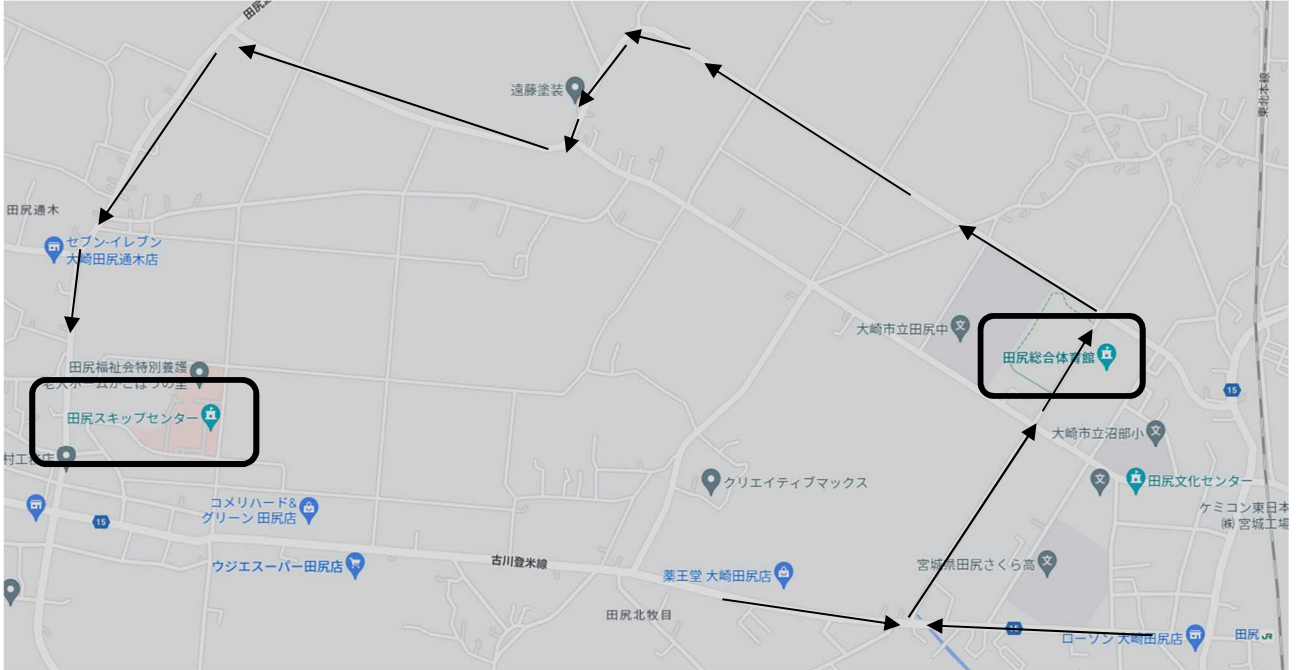 遠藤塗装
東北本線
田尻通木
セブン-イレブン
大崎田尻通木店
大崎市立田尻中
田尻総合体育館
田尻福祉会特別養護
老人ホームかごぼうの里
田尻スキップセンター
15
大崎市立沼部小
村工務店
クリエイティブマックス
田尻文化センター
コメリハード&
グリーン 田尻店
15
ケミコン東日本
㈱ 宮城工場
古川登米線
ウジエスーパー田尻店
薬王堂 大崎田尻店
宮城県田尻さくら高
田尻北牧目
15
ローソン 大崎田尻店
田尻 JR